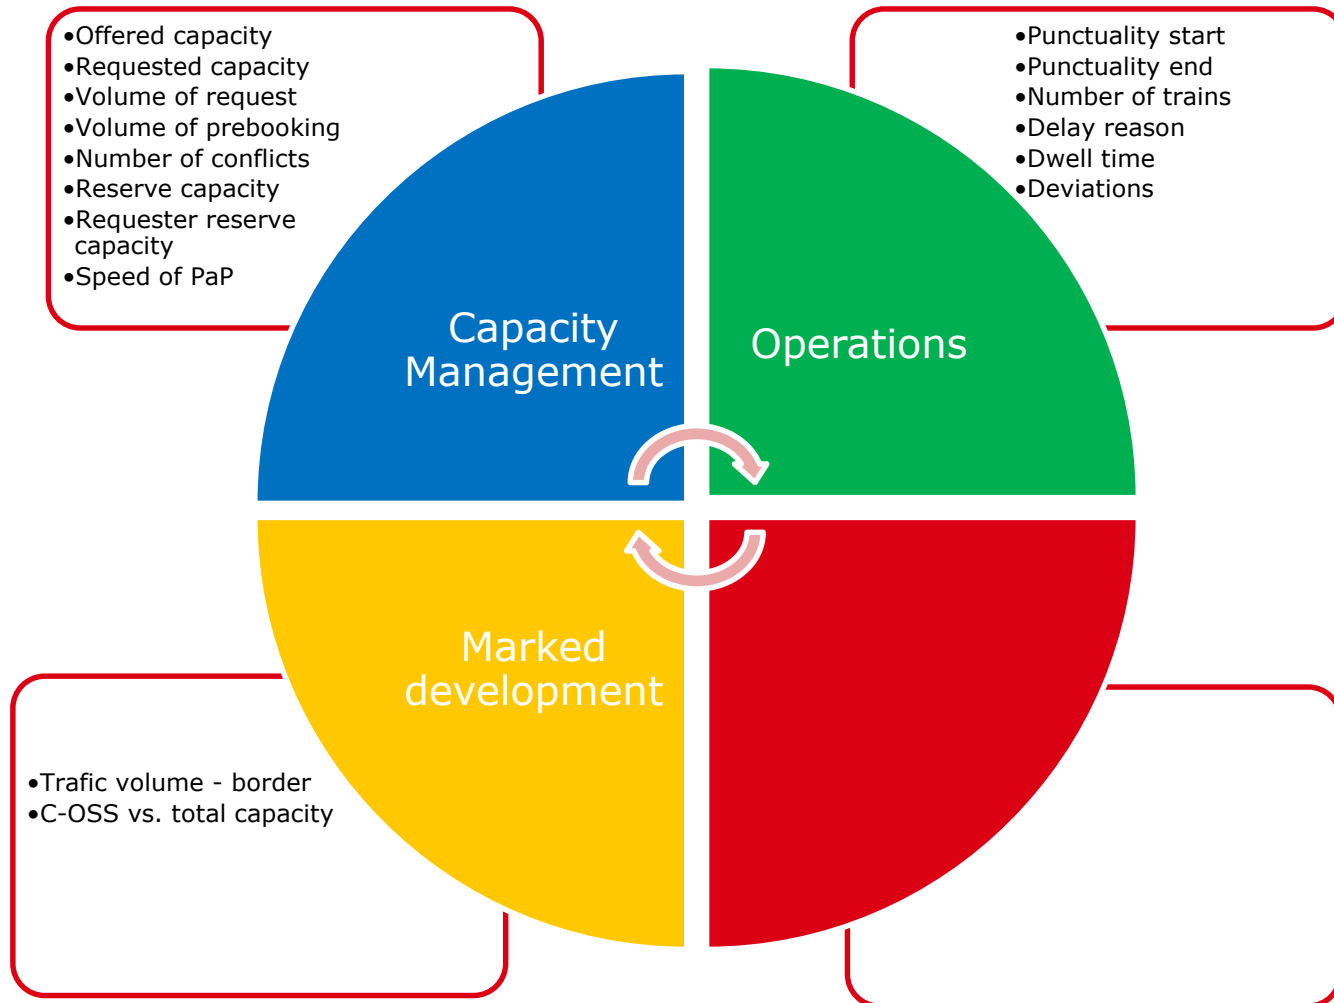 •Offered capacity
•Requested capacity
•Volume of request
•Volume of prebooking
•Number of conflicts
•Reserve capacity
•Requester reserve
capacity
•Speed of PaP
•Punctuality start
•Punctuality end
•Number of trains
•Delay reason
•Dwell time
•Deviations
Capacity
Management
Operations
Marked
development
•Trafic volume - border
•C-OSS vs. total capacity